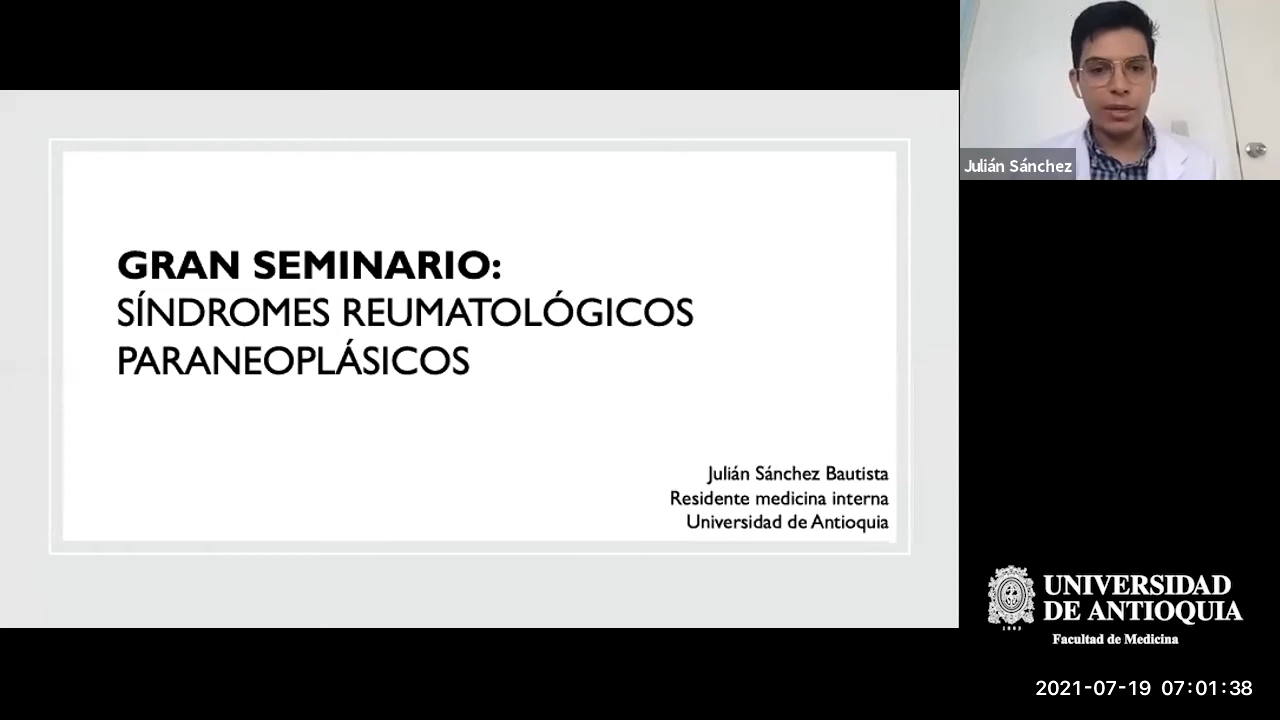 GRAN SEMINARIO:
SÍNDROMES REUMATOLÓGICOS
PARANEOPLÁSICOS
Julián Sánchez Bautista
Residente medicina interna
Universidad de Antioquia
Julián Sánchez
1803
UNIVERSIDAD
DE ANTIOQUIA
Facultad de Medicina
2021-07-19 07:01:38